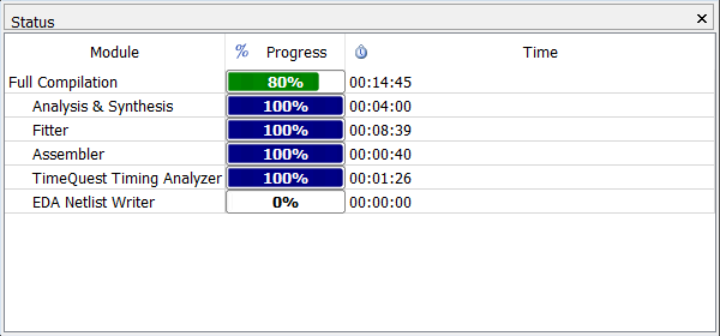 Status
Module % Progress Time
Full Compilation 80% 00:14:45
Analysis & Synthesis 100% 00:04:00
Fitter 100% 00:08:39
Assembler 100% 00:00:40
TimeQuest Timing Analyzer 100% 00:01:26
EDA Netlist Writer 0% 00:00:00